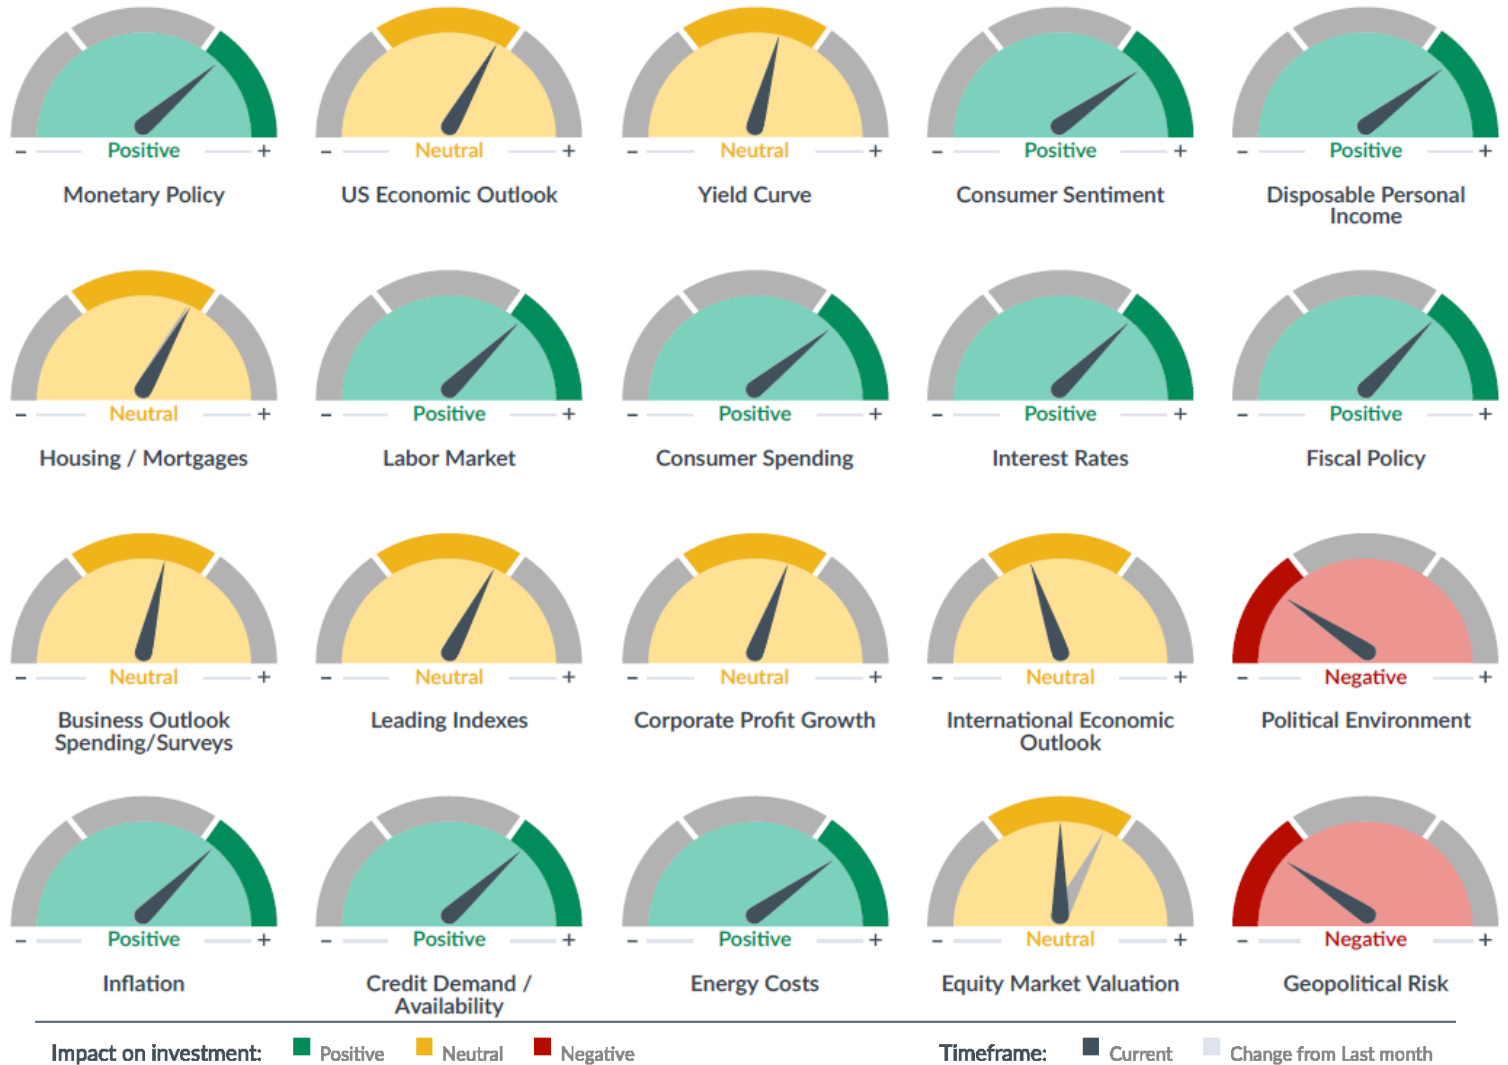 - Positive +
Monetary Policy
- Neutral +
US Economic Outlook
- Neutral +
Yield Curve
- Positive +
Consumer Sentiment
- Positive +
Disposable Personal
Income
- Neutral +
Housing / Mortgages
- Positive +
Labor Market
- Positive +
Consumer Spending
- Positive +
Interest Rates
- Positive +
Fiscal Policy
- Neutral +
Business Outlook
Spending/Surveys
- Neutral +
Leading Indexes
- Neutral +
Corporate Profit Growth
- Neutral +
International Economic
Outlook
- Negative +
Political Environment
- Positive +
Inflation
- Positive +
Credit Demand /
Availability
- Positive +
Energy Costs
- Neutral +
Equity Market Valuation
- Negative +
Geopolitical Risk
Impact on investment: Positive Neutral Negative
Timeframe: Current Change from Last month